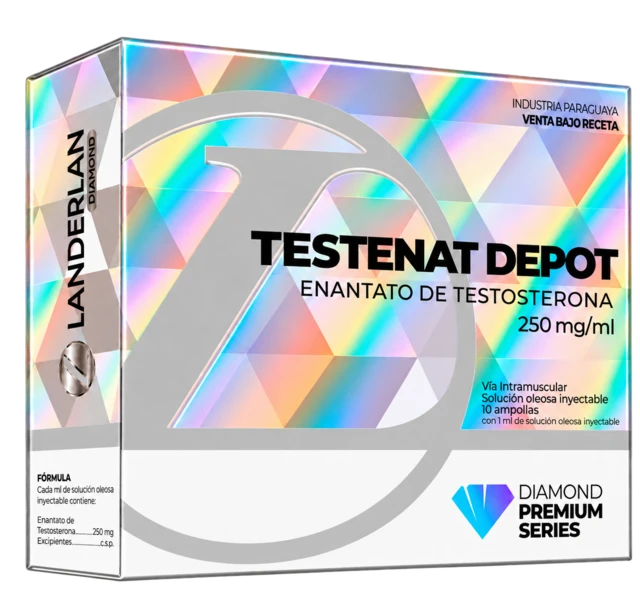 INDUSTRIA PARAGUAYA
VENTA BAJO RECETA
LANDERLAN
DIAMOND
TESTENAT DEPOT
ENANTATO DE TESTOSTERONA
250 mg/ml
Vía Intramuscular
Solución oleosa inyectable
10 ampollas
con 1 ml de solución oleosa inyectable
FÓRMULA
Cada ml de solución oleosa
inyectable contiene:
Enantato de
Testosterona..........250 mg
Excipientes............c.s.p.
DIAMOND
PREMIUM
SERIES